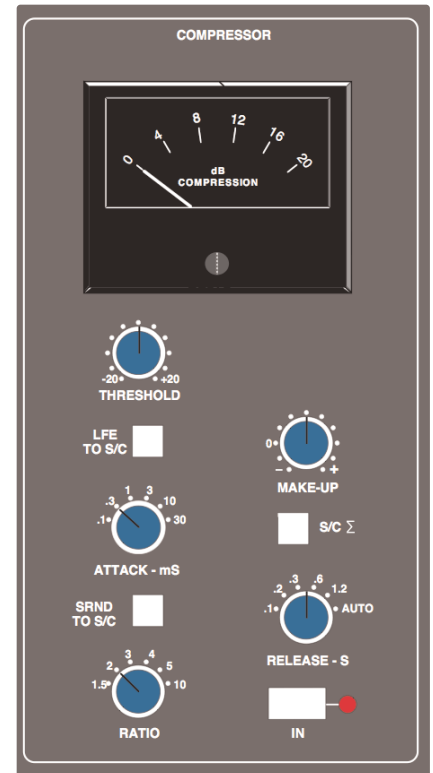 COMPRESSOR
0 4 8 12 16 20
dB
COMPRESSION
-20 +20
THRESHOLD
LFE
TO S/C
0
- +
MAKE-UP
.1 .3 1 3 10 30
ATTACK - mS
S/C Σ
SRND
TO S/C
.1 .2 .3 .6 1.2 AUTO
RELEASE - S
1.5 2 3 4 5 10
RATIO
IN